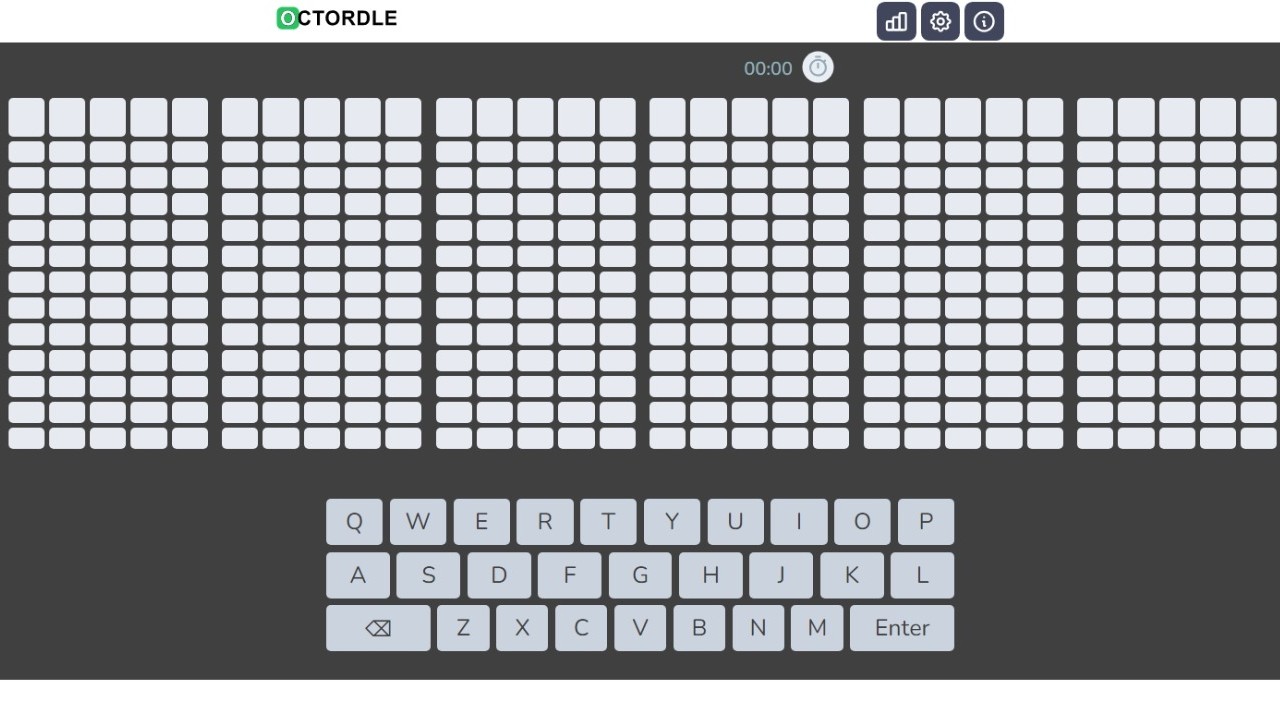 OCTORDLE
00:00
Q W E R T Y U I O P
A S D F G H J K L
⌫ Z X C V B N M Enter